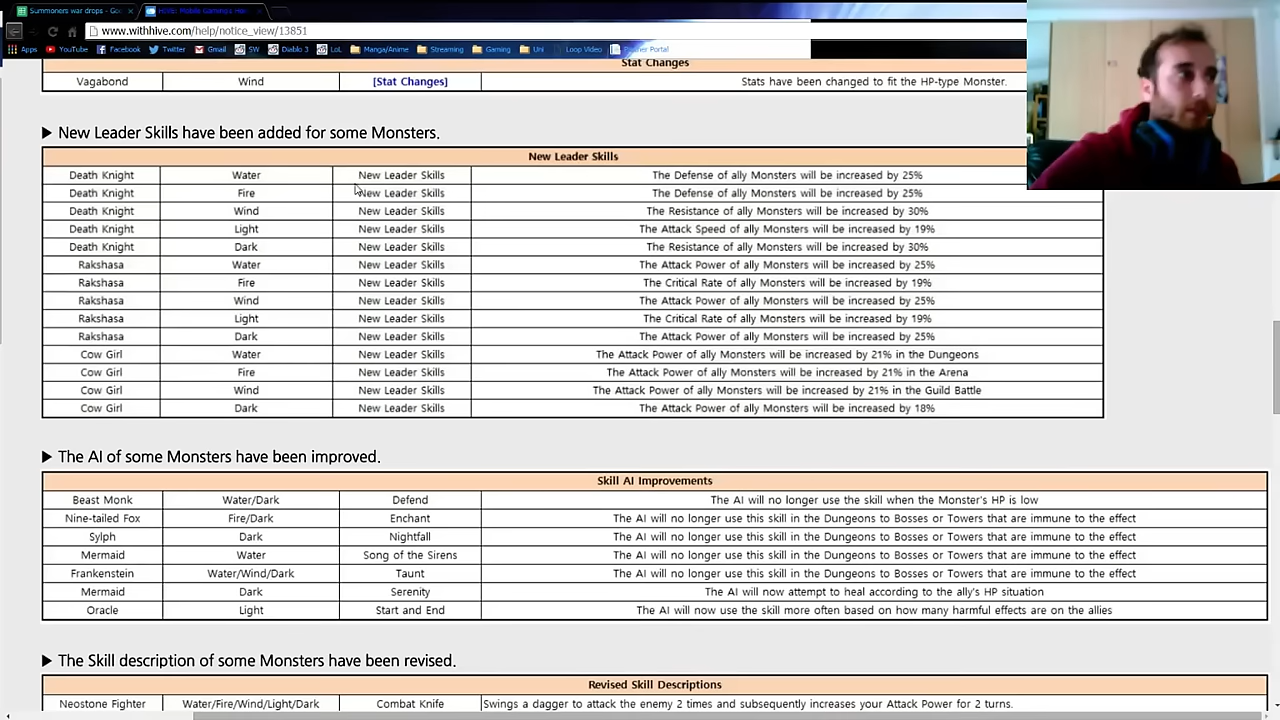 Summoners war drops - Goo
HIVE: Mobile Gaming's He
www.withhive.com/help/notice_view/13851
Apps YouTube Facebook Twitter Gmail SW Diablo 3 LoL Manga/Anime Streaming Gaming Uni Loop Video Portal
Stat Changes
Vagabond Wind [Stat Changes] Stats have been changed to fit the HP-type Monster.
▶ New Leader Skills have been added for some Monsters.
New Leader Skills
Death Knight Water New Leader Skills The Defense of ally Monsters will be increased by 25%
Death Knight Fire New Leader Skills The Defense of ally Monsters will be increased by 25%
Death Knight Wind New Leader Skills The Resistance of ally Monsters will be increased by 30%
Death Knight Light New Leader Skills The Attack Speed of ally Monsters will be increased by 19%
Death Knight Dark New Leader Skills The Resistance of ally Monsters will be increased by 30%
Rakshasa Water New Leader Skills The Attack Power of ally Monsters will be increased by 25%
Rakshasa Fire New Leader Skills The Critical Rate of ally Monsters will be increased by 19%
Rakshasa Wind New Leader Skills The Attack Power of ally Monsters will be increased by 25%
Rakshasa Light New Leader Skills The Critical Rate of ally Monsters will be increased by 19%
Rakshasa Dark New Leader Skills The Attack Power of ally Monsters will be increased by 25%
Cow Girl Water New Leader Skills The Attack Power of ally Monsters will be increased by 21% in the Dungeons
Cow Girl Fire New Leader Skills The Attack Power of ally Monsters will be increased by 21% in the Arena
Cow Girl Wind New Leader Skills The Attack Power of ally Monsters will be increased by 21% in the Guild Battle
Cow Girl Dark New Leader Skills The Attack Power of ally Monsters will be increased by 18%
▶ The AI of some Monsters have been improved.
Skill AI Improvements
Beast Monk Water/Dark Defend The AI will no longer use the skill when the Monster's HP is low
Nine-tailed Fox Fire/Dark Enchant The AI will no longer use this skill in the Dungeons to Bosses or Towers that are immune to the effect
Sylph Dark Nightfall The AI will no longer use this skill in the Dungeons to Bosses or Towers that are immune to the effect
Mermaid Water Song of the Sirens The AI will no longer use this skill in the Dungeons to Bosses or Towers that are immune to the effect
Frankenstein Water/Wind/Dark Taunt The AI will no longer use this skill in the Dungeons to Bosses or Towers that are immune to the effect
Mermaid Dark Serenity The AI will now attempt to heal according to the ally's HP situation
Oracle Light Start and End The AI will now use the skill more often based on how many harmful effects are on the allies
▶ The Skill description of some Monsters have been revised.
Revised Skill Descriptions
Neostone Fighter Water/Fire/Wind/Light/Dark Combat Knife Swings a dagger to attack the enemy 2 times and subsequently increases your Attack Power for 2 turns.